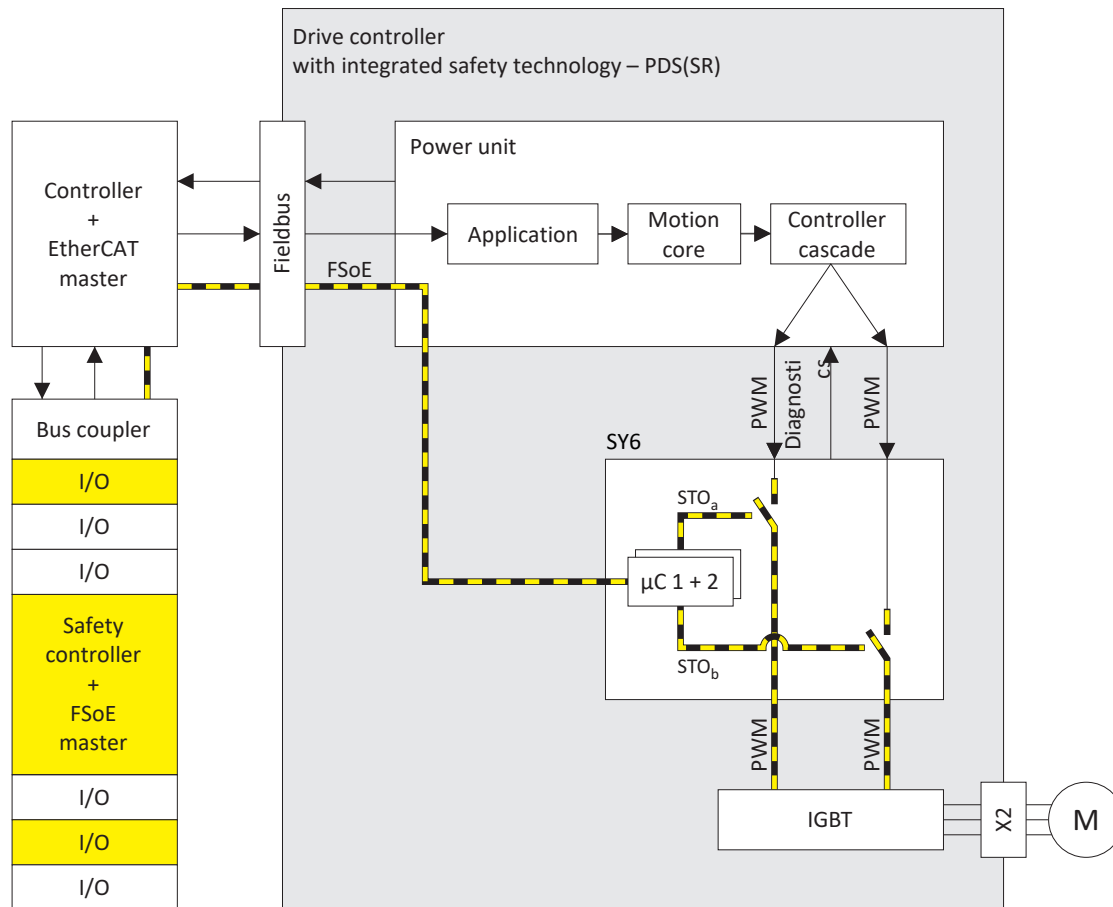 Drive controller
with integrated safety technology – PDS(SR)
Controller
+
EtherCAT
master
Fieldbus
Power unit
Application
Motion
core
Controller
cascade
FSoE
PWM
Diagnosti
cs
PWM
Bus coupler
I/O
I/O
I/O
Safety
controller
+
FSoE
master
I/O
I/O
I/O
SY6
STOa
µC 1 + 2
STOb
PWM
PWM
IGBT
X2
M